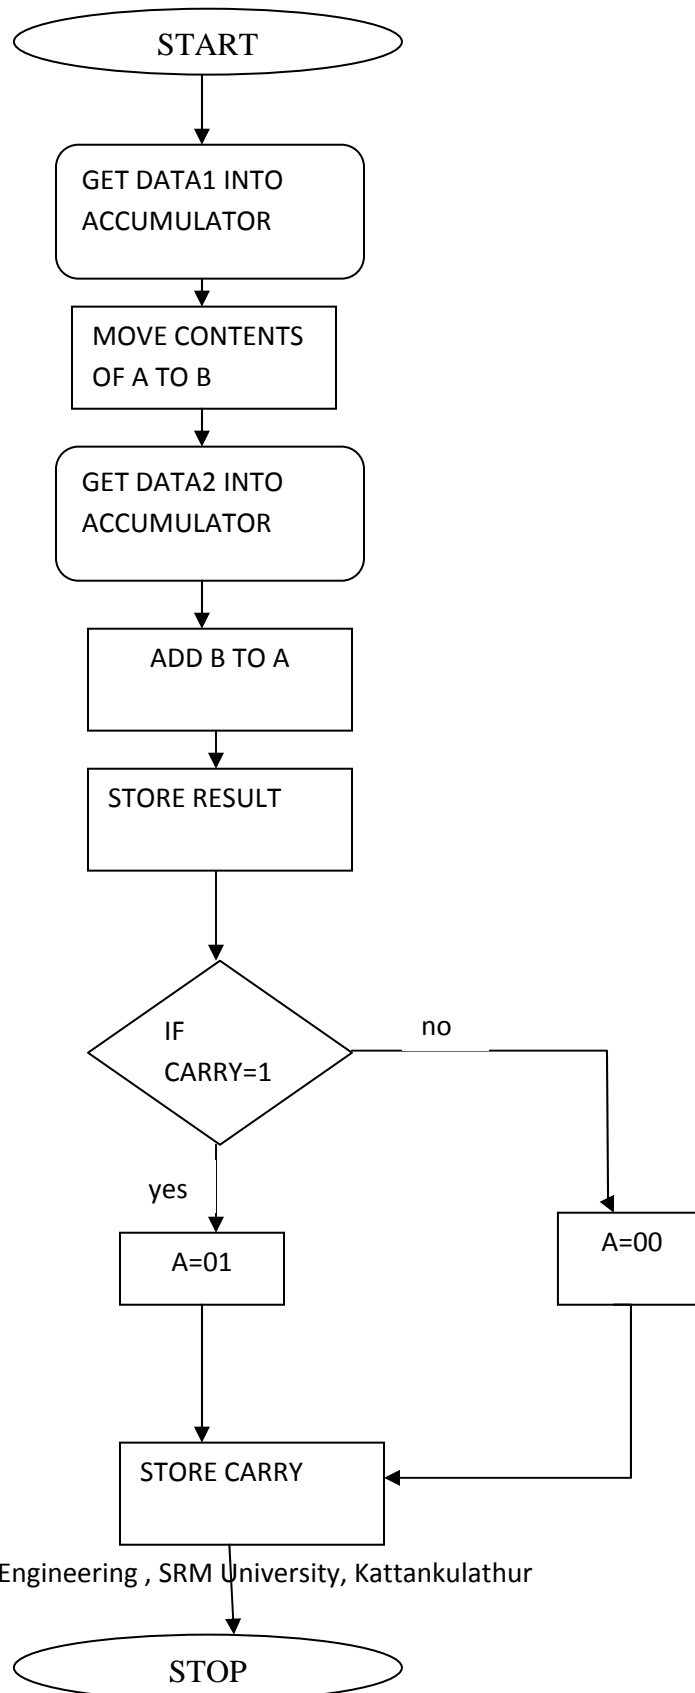 START
GET DATA1 INTO
ACCUMULATOR
MOVE CONTENTS
OF A TO B
GET DATA2 INTO
ACCUMULATOR
ADD B TO A
STORE RESULT
IF
CARRY=1
no
yes
A=01
A=00
STORE CARRY
Engineering , SRM University, Kattankulathur
STOP